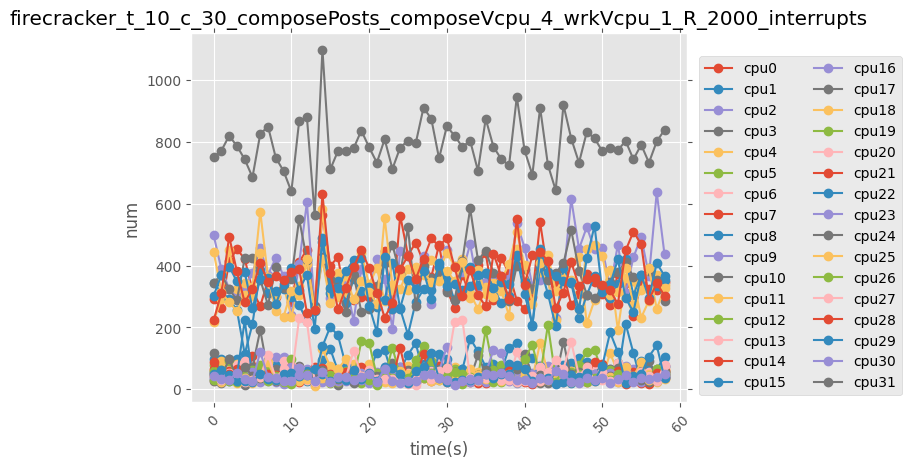 firecracker_t_10_c_30_composePosts_composeVcpu_4_wrkVcpu_1_R_2000_interrupts
num
1000
800
600
400
200
0
0 10 20 30 40 50 60
time(s)
cpu0 cpu16
cpu1 cpu17
cpu2 cpu18
cpu3 cpu19
cpu4 cpu20
cpu5 cpu21
cpu6 cpu22
cpu7 cpu23
cpu8 cpu24
cpu9 cpu25
cpu10 cpu26
cpu11 cpu27
cpu12 cpu28
cpu13 cpu29
cpu14 cpu30
cpu15 cpu31